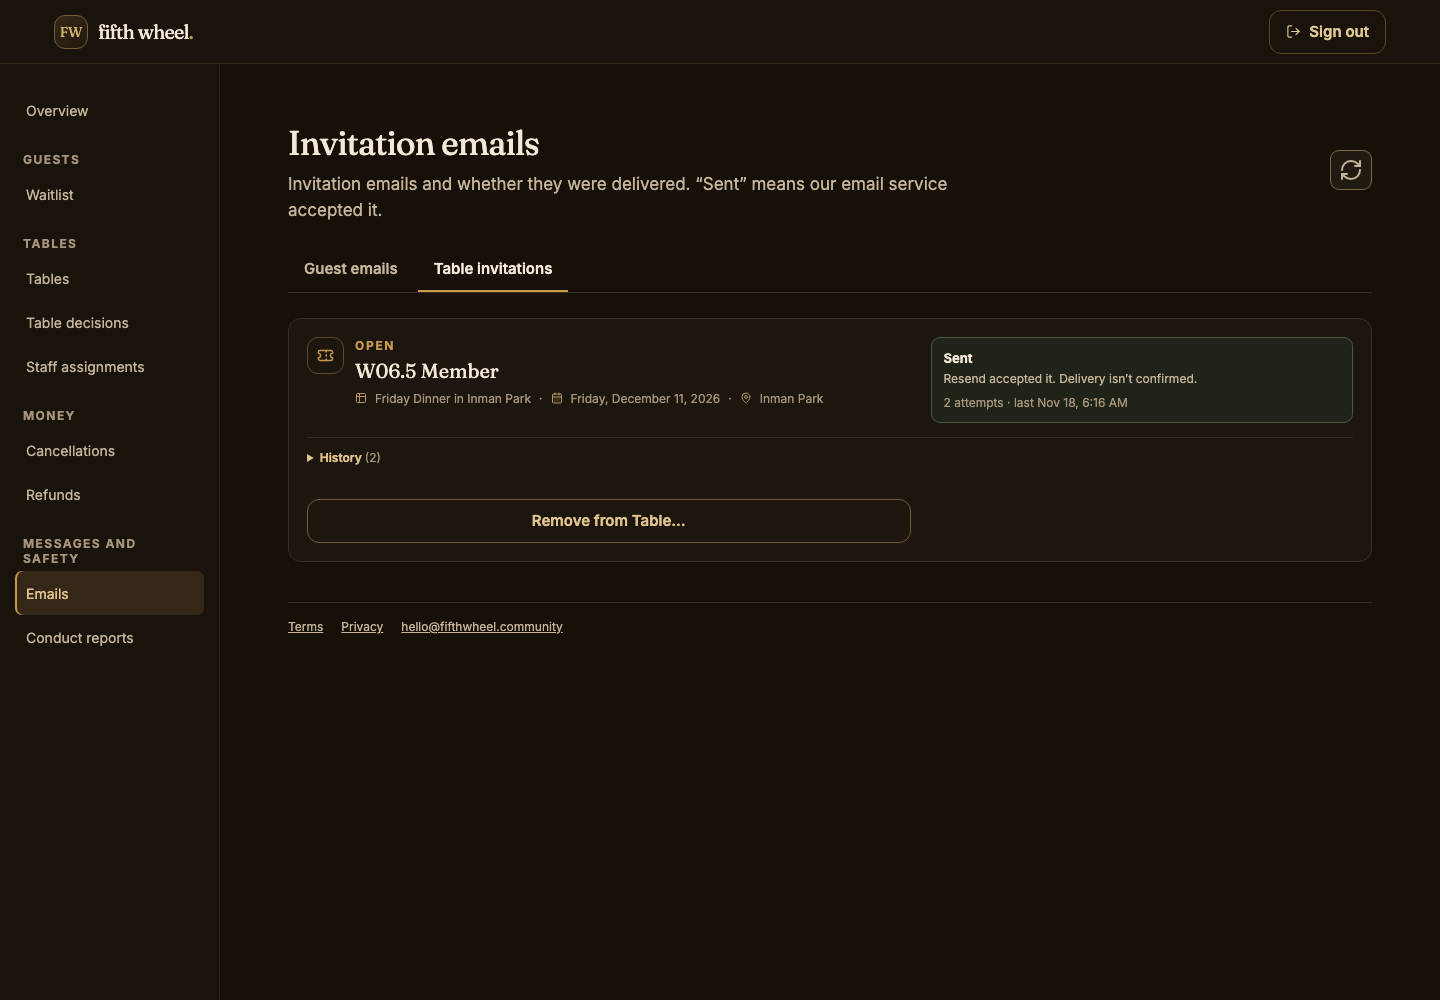 FW fifth wheel.
Sign out
Overview
GUESTS
Waitlist
TABLES
Tables
Table decisions
Staff assignments
MONEY
Cancellations
Refunds
MESSAGES AND
SAFETY
Emails
Conduct reports
Invitation emails
Invitation emails and whether they were delivered. “Sent” means our email service
accepted it.
Guest emails
Table invitations
OPEN
W06.5 Member
Friday Dinner in Inman Park · Friday, December 11, 2026 · Inman Park
Sent
Resend accepted it. Delivery isn’t confirmed.
2 attempts · last Nov 18, 6:16 AM
History (2)
Remove from Table...
Terms Privacy hello@fifthwheel.community